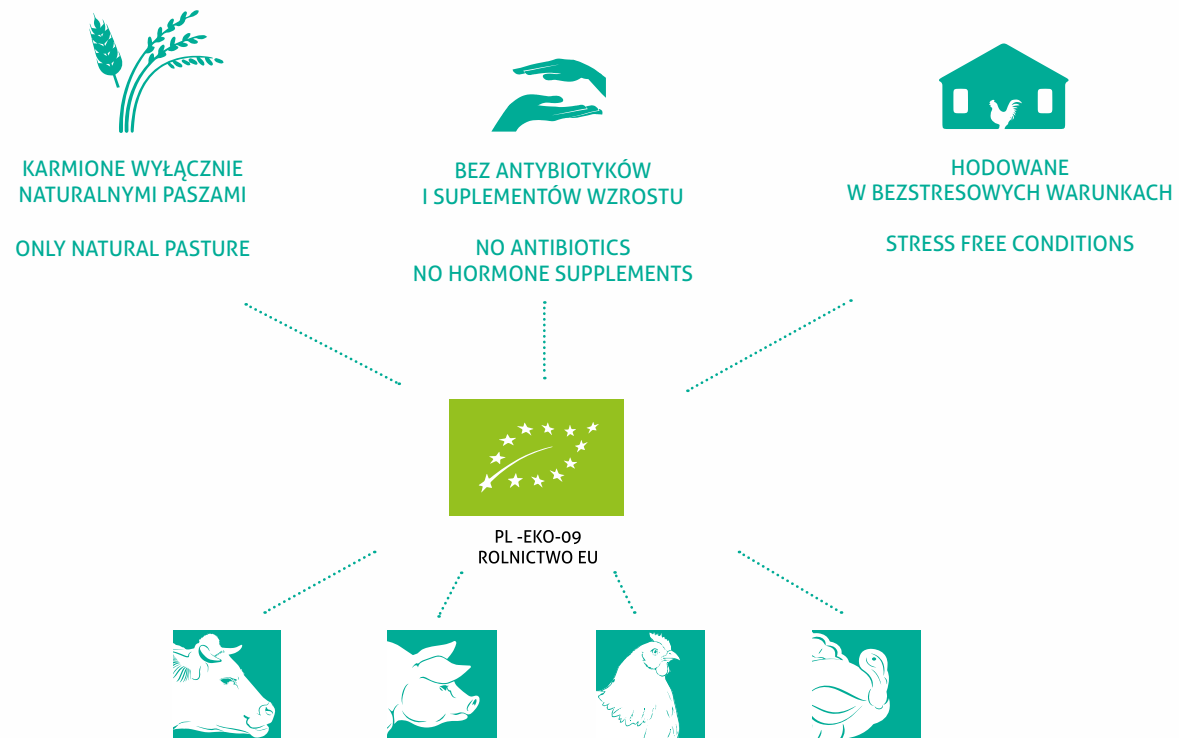 KARMIONE WYŁĄCZNIE
NATURALNYMI PASZAMI
ONLY NATURAL PASTURE
BEZ ANTYBIOTYKÓW
I SUPLEMENTÓW WZROSTU
NO ANTIBIOTICS
NO HORMONE SUPPLEMENTS
HODOWANE
W BEZSTRESOWYCH WARUNKACH
STRESS FREE CONDITIONS
PL -EKO-09
ROLNICTWO EU